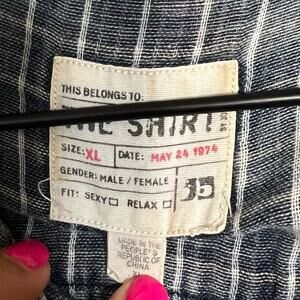 THIS BELONGS TO:
THE SHIRT
SIZE: XL DATE: MAY 24 1974
GENDER: MALE / FEMALE
FIT: SEXY RELAX
MADE IN THE
PEOPLE'S
REPUBLIC OF
CHINA